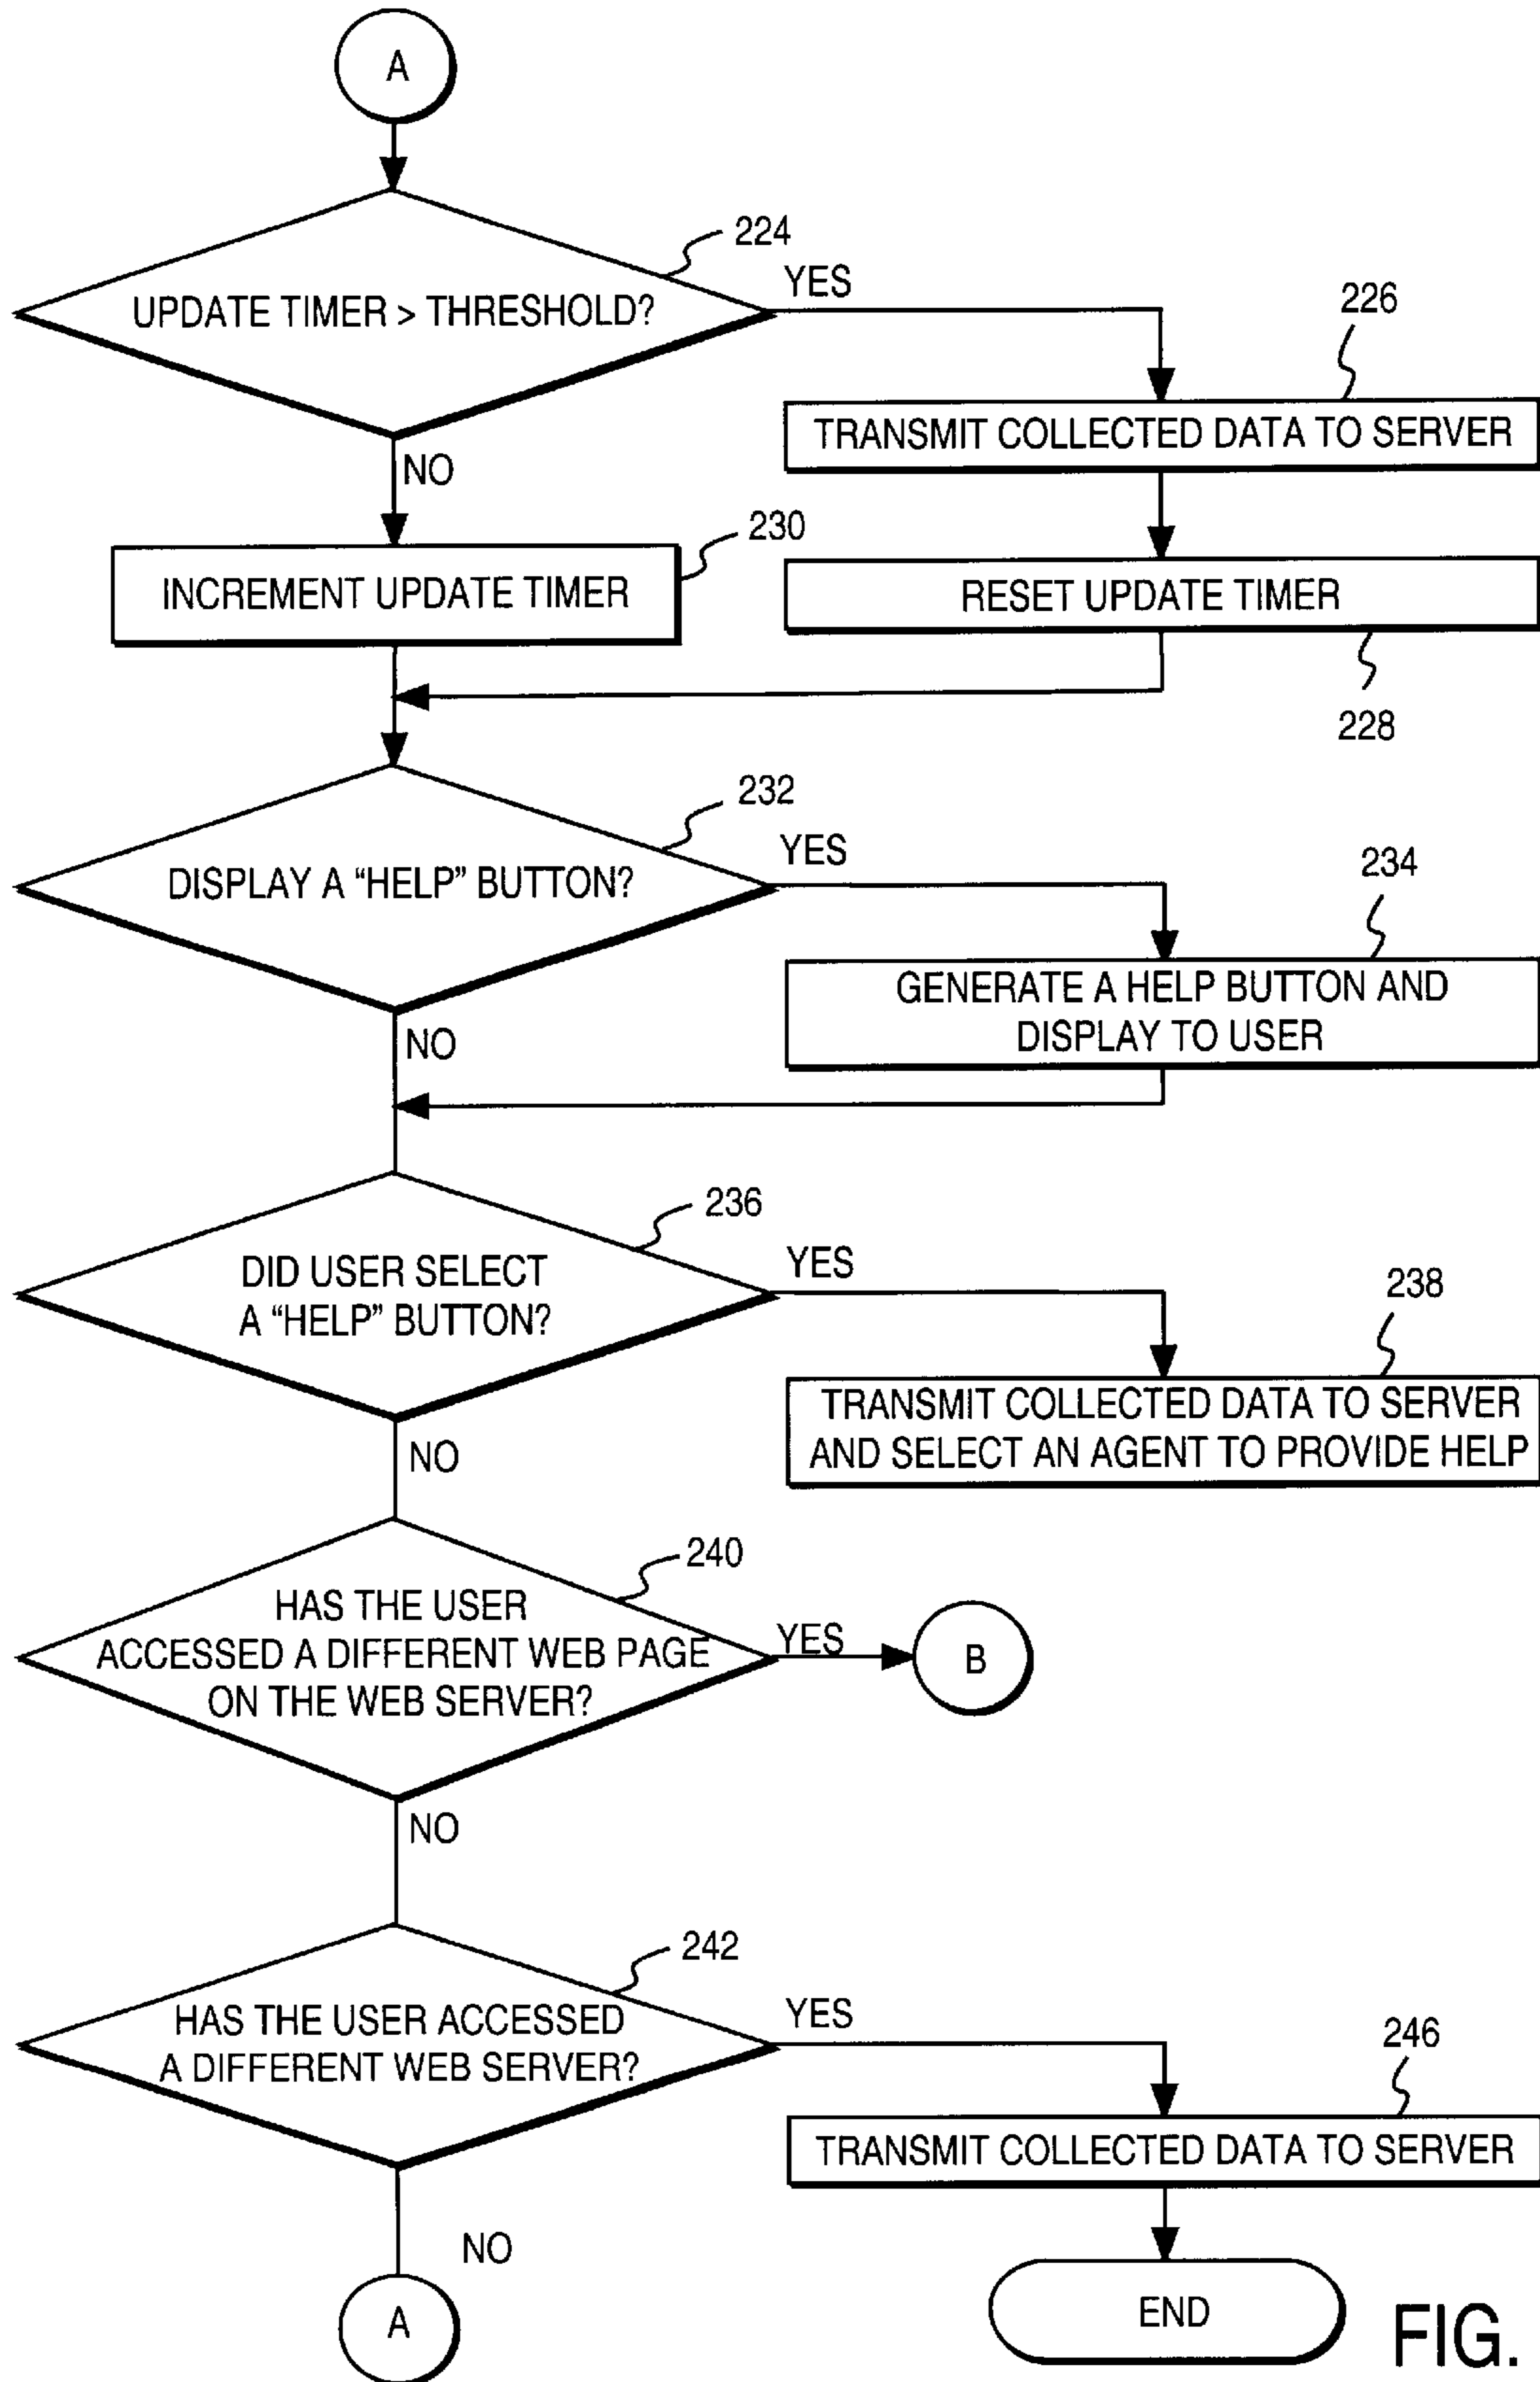 A
224
UPDATE TIMER > THRESHOLD?
YES
226
TRANSMIT COLLECTED DATA TO SERVER
NO
230
INCREMENT UPDATE TIMER
RESET UPDATE TIMER
228
232
DISPLAY A “HELP” BUTTON?
YES
234
GENERATE A HELP BUTTON AND
DISPLAY TO USER
NO
236
DID USER SELECT
A “HELP” BUTTON?
YES
238
TRANSMIT COLLECTED DATA TO SERVER
AND SELECT AN AGENT TO PROVIDE HELP
NO
240
HAS THE USER
ACCESSED A DIFFERENT WEB PAGE
ON THE WEB SERVER?
YES
B
NO
242
HAS THE USER ACCESSED
A DIFFERENT WEB SERVER?
YES
246
TRANSMIT COLLECTED DATA TO SERVER
NO
A
END
FIG.